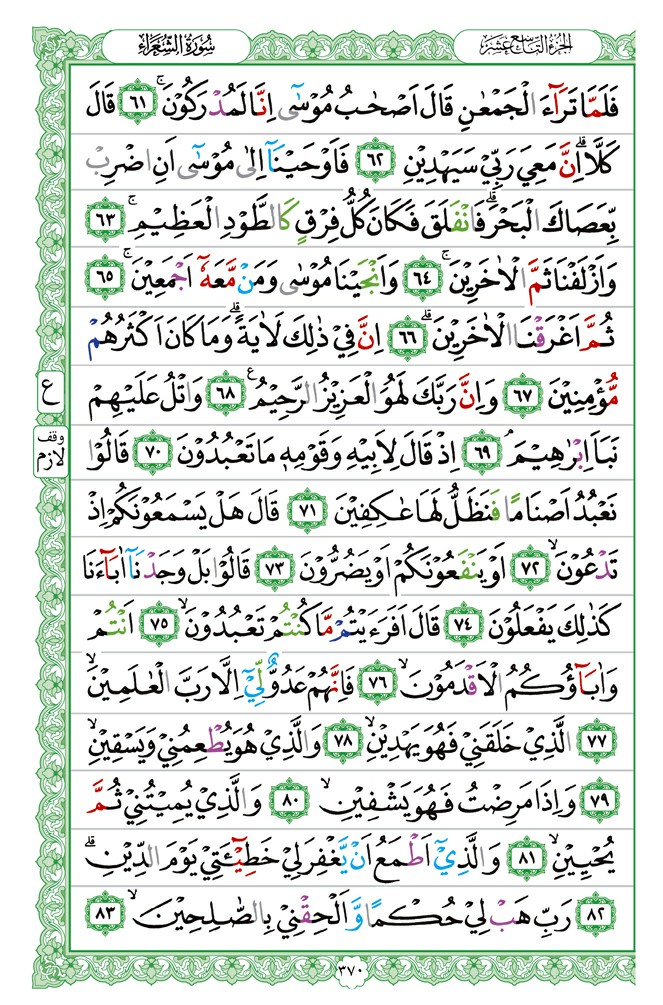 الجزء التاسع عشر
سورة الشعراء
فَلَمَّا تَرَآءَ الْجَمْعٰنِ قَالَ اَصْحٰبُ مُوْسٰٓى اِنَّا لَمُدْرَكُوْنَ ۚ ٦١ قَالَ
كَلَّا ۗ اِنَّ مَعِيَ رَبِّيْ سَيَهْدِيْنِ ٦٢ فَاَوْحَيْنَآ اِلٰى مُوْسٰٓى اَنِ اضْرِبْ
بِّعَصَاكَ الْبَحْرَ ۗ فَانْفَلَقَ فَكَانَ كُلُّ فِرْقٍ كَالطَّوْدِ الْعَظِيْمِ ۚ ٦٣
وَاَزْلَفْنَا ثَمَّ الْاٰخَرِيْنَ ۚ ٦٤ وَاَنْجَيْنَا مُوْسٰى وَمَنْ مَّعَهٗٓ اَجْمَعِيْنَ ۚ ٦٥
ثُمَّ اَغْرَقْنَا الْاٰخَرِيْنَ ۗ ٦٦ اِنَّ فِيْ ذٰلِكَ لَاٰيَةً ۗ وَمَا كَانَ اَكْثَرُهُمْ
مُّؤْمِنِيْنَ ٦٧ وَاِنَّ رَبَّكَ لَهُوَ الْعَزِيْزُ الرَّحِيْمُ ࣖ ٦٨ وَاتْلُ عَلَيْهِمْ
ع
نَبَاَ اِبْرٰهِيْمَ ۘ ٦٩ اِذْ قَالَ لِاَبِيْهِ وَقَوْمِهٖ مَا تَعْبُدُوْنَ ٧٠ قَالُوْا
وقف لازم
نَعْبُدُ اَصْنَامًا فَنَظَلُّ لَهَا عٰكِفِيْنَ ٧١ قَالَ هَلْ يَسْمَعُوْنَكُمْ اِذْ
تَدْعُوْنَ ۙ ٧٢ اَوْ يَنْفَعُوْنَكُمْ اَوْ يَضُرُّوْنَ ٧٣ قَالُوْا بَلْ وَجَدْنَآ اٰبَآءَنَا
كَذٰلِكَ يَفْعَلُوْنَ ٧٤ قَالَ اَفَرَءَيْتُمْ مَّا كُنْتُمْ تَعْبُدُوْنَ ۙ ٧٥ اَنْتُمْ
وَاٰبَاۤؤُكُمُ الْاَقْدَمُوْنَ ۙ ٧٦ فَاِنَّهُمْ عَدُوٌّ لِّيْٓ اِلَّا رَبَّ الْعٰلَمِيْنَ ۙ
٧٧ الَّذِيْ خَلَقَنِيْ فَهُوَ يَهْدِيْنِ ۙ ٧٨ وَالَّذِيْ هُوَ يُطْعِمُنِيْ وَيَسْقِيْنِ ۙ
٧٩ وَاِذَا مَرِضْتُ فَهُوَ يَشْفِيْنِ ۙ ٨٠ وَالَّذِيْ يُمِيْتُنِيْ ثُمَّ
يُحْيِيْنِ ۙ ٨١ وَالَّذِيْٓ اَطْمَعُ اَنْ يَّغْفِرَ لِيْ خَطِيْۤـَٔتِيْ يَوْمَ الدِّيْنِ ۗ
٨٢ رَبِّ هَبْ لِيْ حُكْمًا وَّاَلْحِقْنِيْ بِالصّٰلِحِيْنَ ۙ ٨٣
٣٧٠